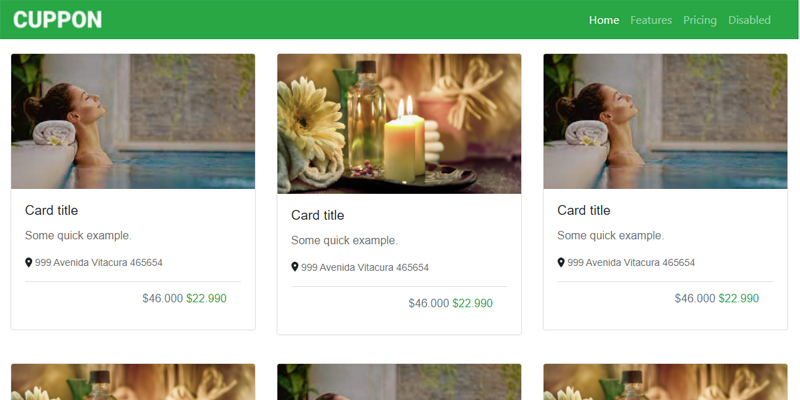 CUPPON
Home Features Pricing Disabled
Card title
Some quick example.
999 Avenida Vitacura 465654
$46.000 $22.990
Card title
Some quick example.
999 Avenida Vitacura 465654
$46.000 $22.990
Card title
Some quick example.
999 Avenida Vitacura 465654
$46.000 $22.990